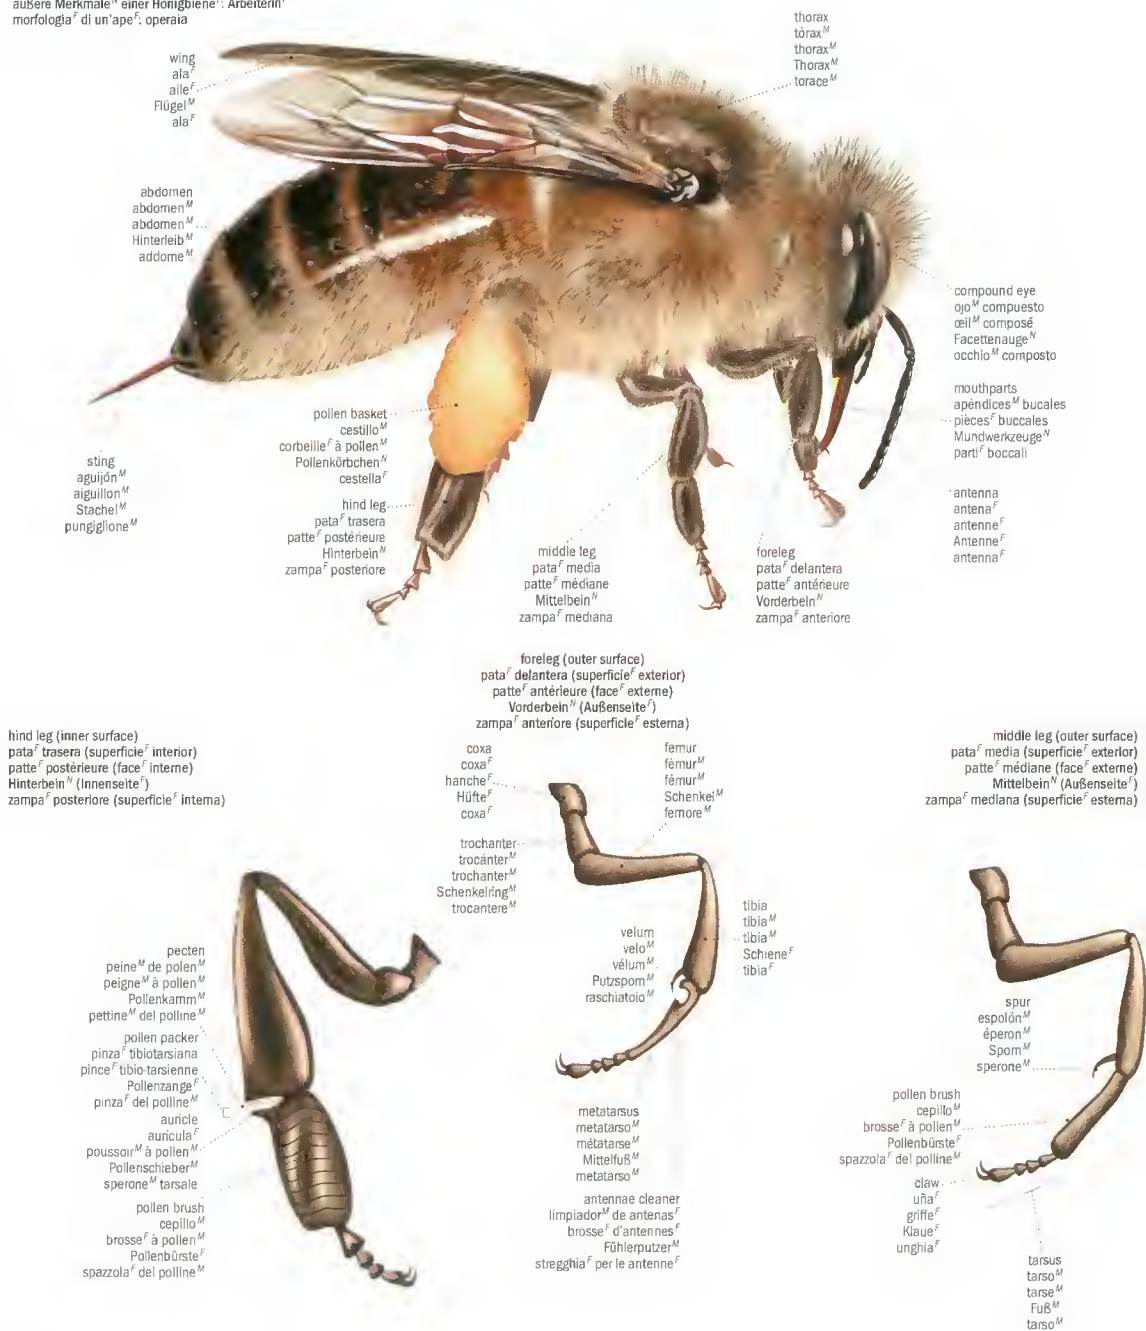 äußere Merkmale^N einer Honigbiene^F: Arbeiterin^F
morfologia^F di un'ape^F: operaia
wing
ala^F
aile^F
Flügel^M
ala^F
thorax
tórax^M
thorax^M
Thorax^M
torace^M
abdomen
abdomen^M
abdomen^M
Hinterleib^M
addome^M
compound eye
ojo^M compuesto
œil^M composé
Facettenauge^N
occhio^M composto
mouthparts
apéndices^M bucales
pièces^F buccales
Mundwerkzeuge^N
parti^F boccali
pollen basket
cestillo^M
corbeille^F à pollen^M
Pollenkörbchen^N
cestella^F
sting
aguijón^M
aiguillon^M
Stachel^M
pungiglione^M
antenna
antena^F
antenne^F
Antenne^F
antenna^F
hind leg
pata^F trasera
patte^F postérieure
Hinterbein^N
zampa^F posteriore
middle leg
pata^F media
patte^F médiane
Mittelbein^N
zampa^F mediana
foreleg
pata^F delantera
patte^F antérieure
Vorderbein^N
zampa^F anteriore
foreleg (outer surface)
pata^F delantera (superficie^F exterior)
patte^F antérieure (face^F externe)
Vorderbein^N (Außenseite^F)
zampa^F anteriore (superficie^F esterna)
hind leg (inner surface)
pata^F trasera (superficie^F interior)
patte^F postérieure (face^F interne)
Hinterbein^N (Innenseite^F)
zampa^F posteriore (superficie^F interna)
middle leg (outer surface)
pata^F media (superficie^F exterior)
patte^F médiane (face^F externe)
Mittelbein^N (Außenseite^F)
zampa^F mediana (superficie^F esterna)
coxa
coxa^F
hanche^F
Hüfte^F
coxa^F
femur
fémur^M
fémur^M
Schenkel^M
femore^M
trochanter
trocánter^M
trochanter^M
Schenkelring^M
trocantere^M
tibia
tibia^M
tibia^M
Schiene^F
tibia^F
velum
velo^M
vélum^M
Putzsporn^M
raschiatoio^M
pecten
peine^M de polen^M
peigne^M à pollen^M
Pollenkamm^M
pettine^M del polline^M
pollen packer
pinza^F tibiotarsiana
pince^F tibio-tarsienne
Pollenzange^F
pinza^F del polline^M
auricle
auricula^F
poussoir^M à pollen^M
Pollenschieber^M
sperone^M tarsale
pollen brush
cepillo^M
brosse^F à pollen^M
Pollenbürste^F
spazzola^F del polline^M
metatarsus
metatarso^M
métatarse^M
Mittelfuß^M
metatarso^M
antennae cleaner
limpiador^M de antenas^F
brosse^F d'antennes^F
Fühlerputzer^M
stregghia^F per le antenne^F
spur
espolón^M
éperon^M
Sporn^M
sperone^M
pollen brush
cepillo^M
brosse^F à pollen^M
Pollenbürste^F
spazzola^F del polline^M
claw
uña^F
griffe^F
Klaue^F
unghia^F
tarsus
tarso^M
tarse^M
Fuß^M
tarso^M